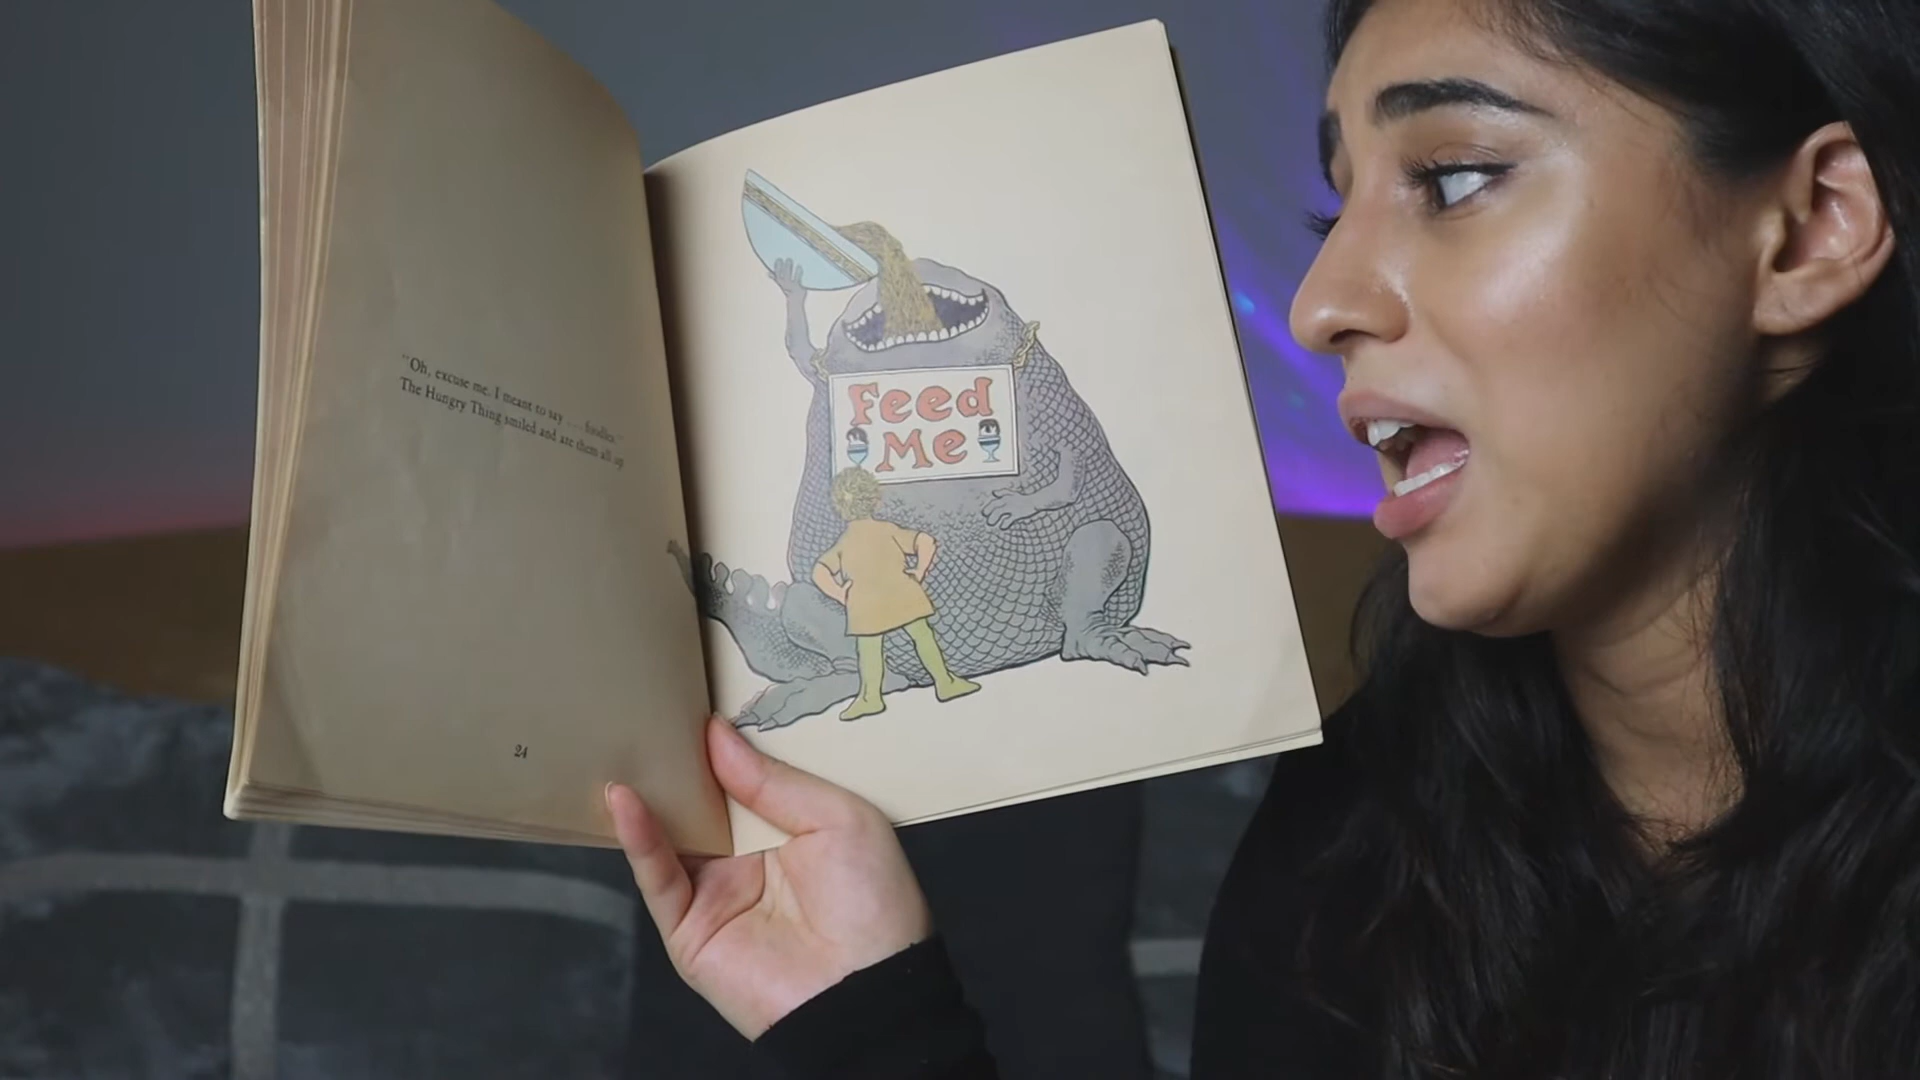 "Oh, excuse me. I meant to say . . . foodles."
The Hungry Thing smiled and ate them all up.
24
Feed
Me